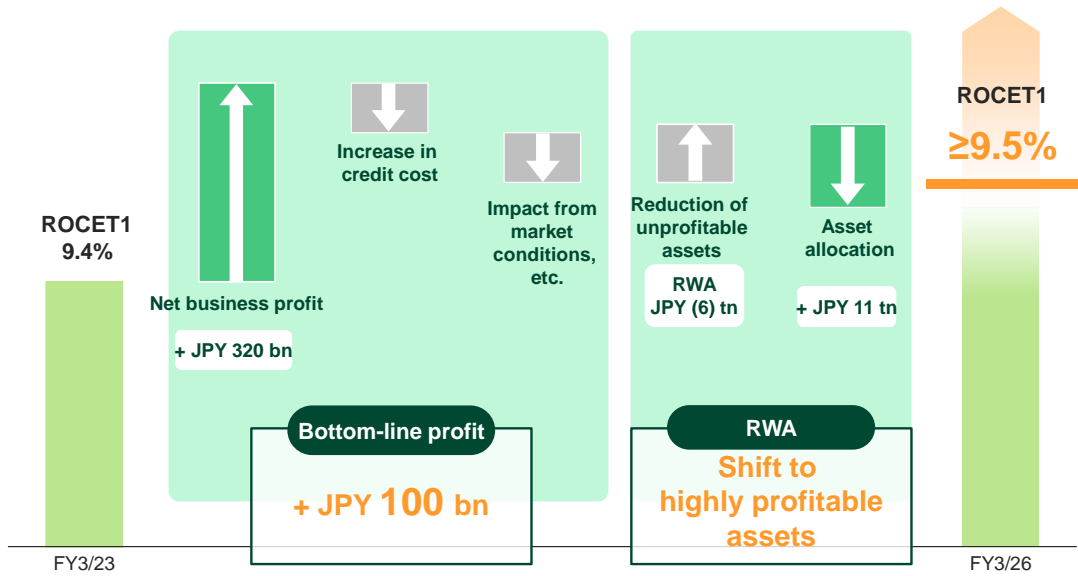 ROCET1
9.4%
FY3/23
Net business profit
+ JPY 320 bn
Increase in
credit cost
Impact from
market
conditions,
etc.
Bottom-line profit
+ JPY 100 bn
Reduction of
unprofitable
assets
RWA
JPY (6) tn
Asset
allocation
+ JPY 11 tn
RWA
Shift to
highly profitable
assets
ROCET1
≥9.5%
FY3/26